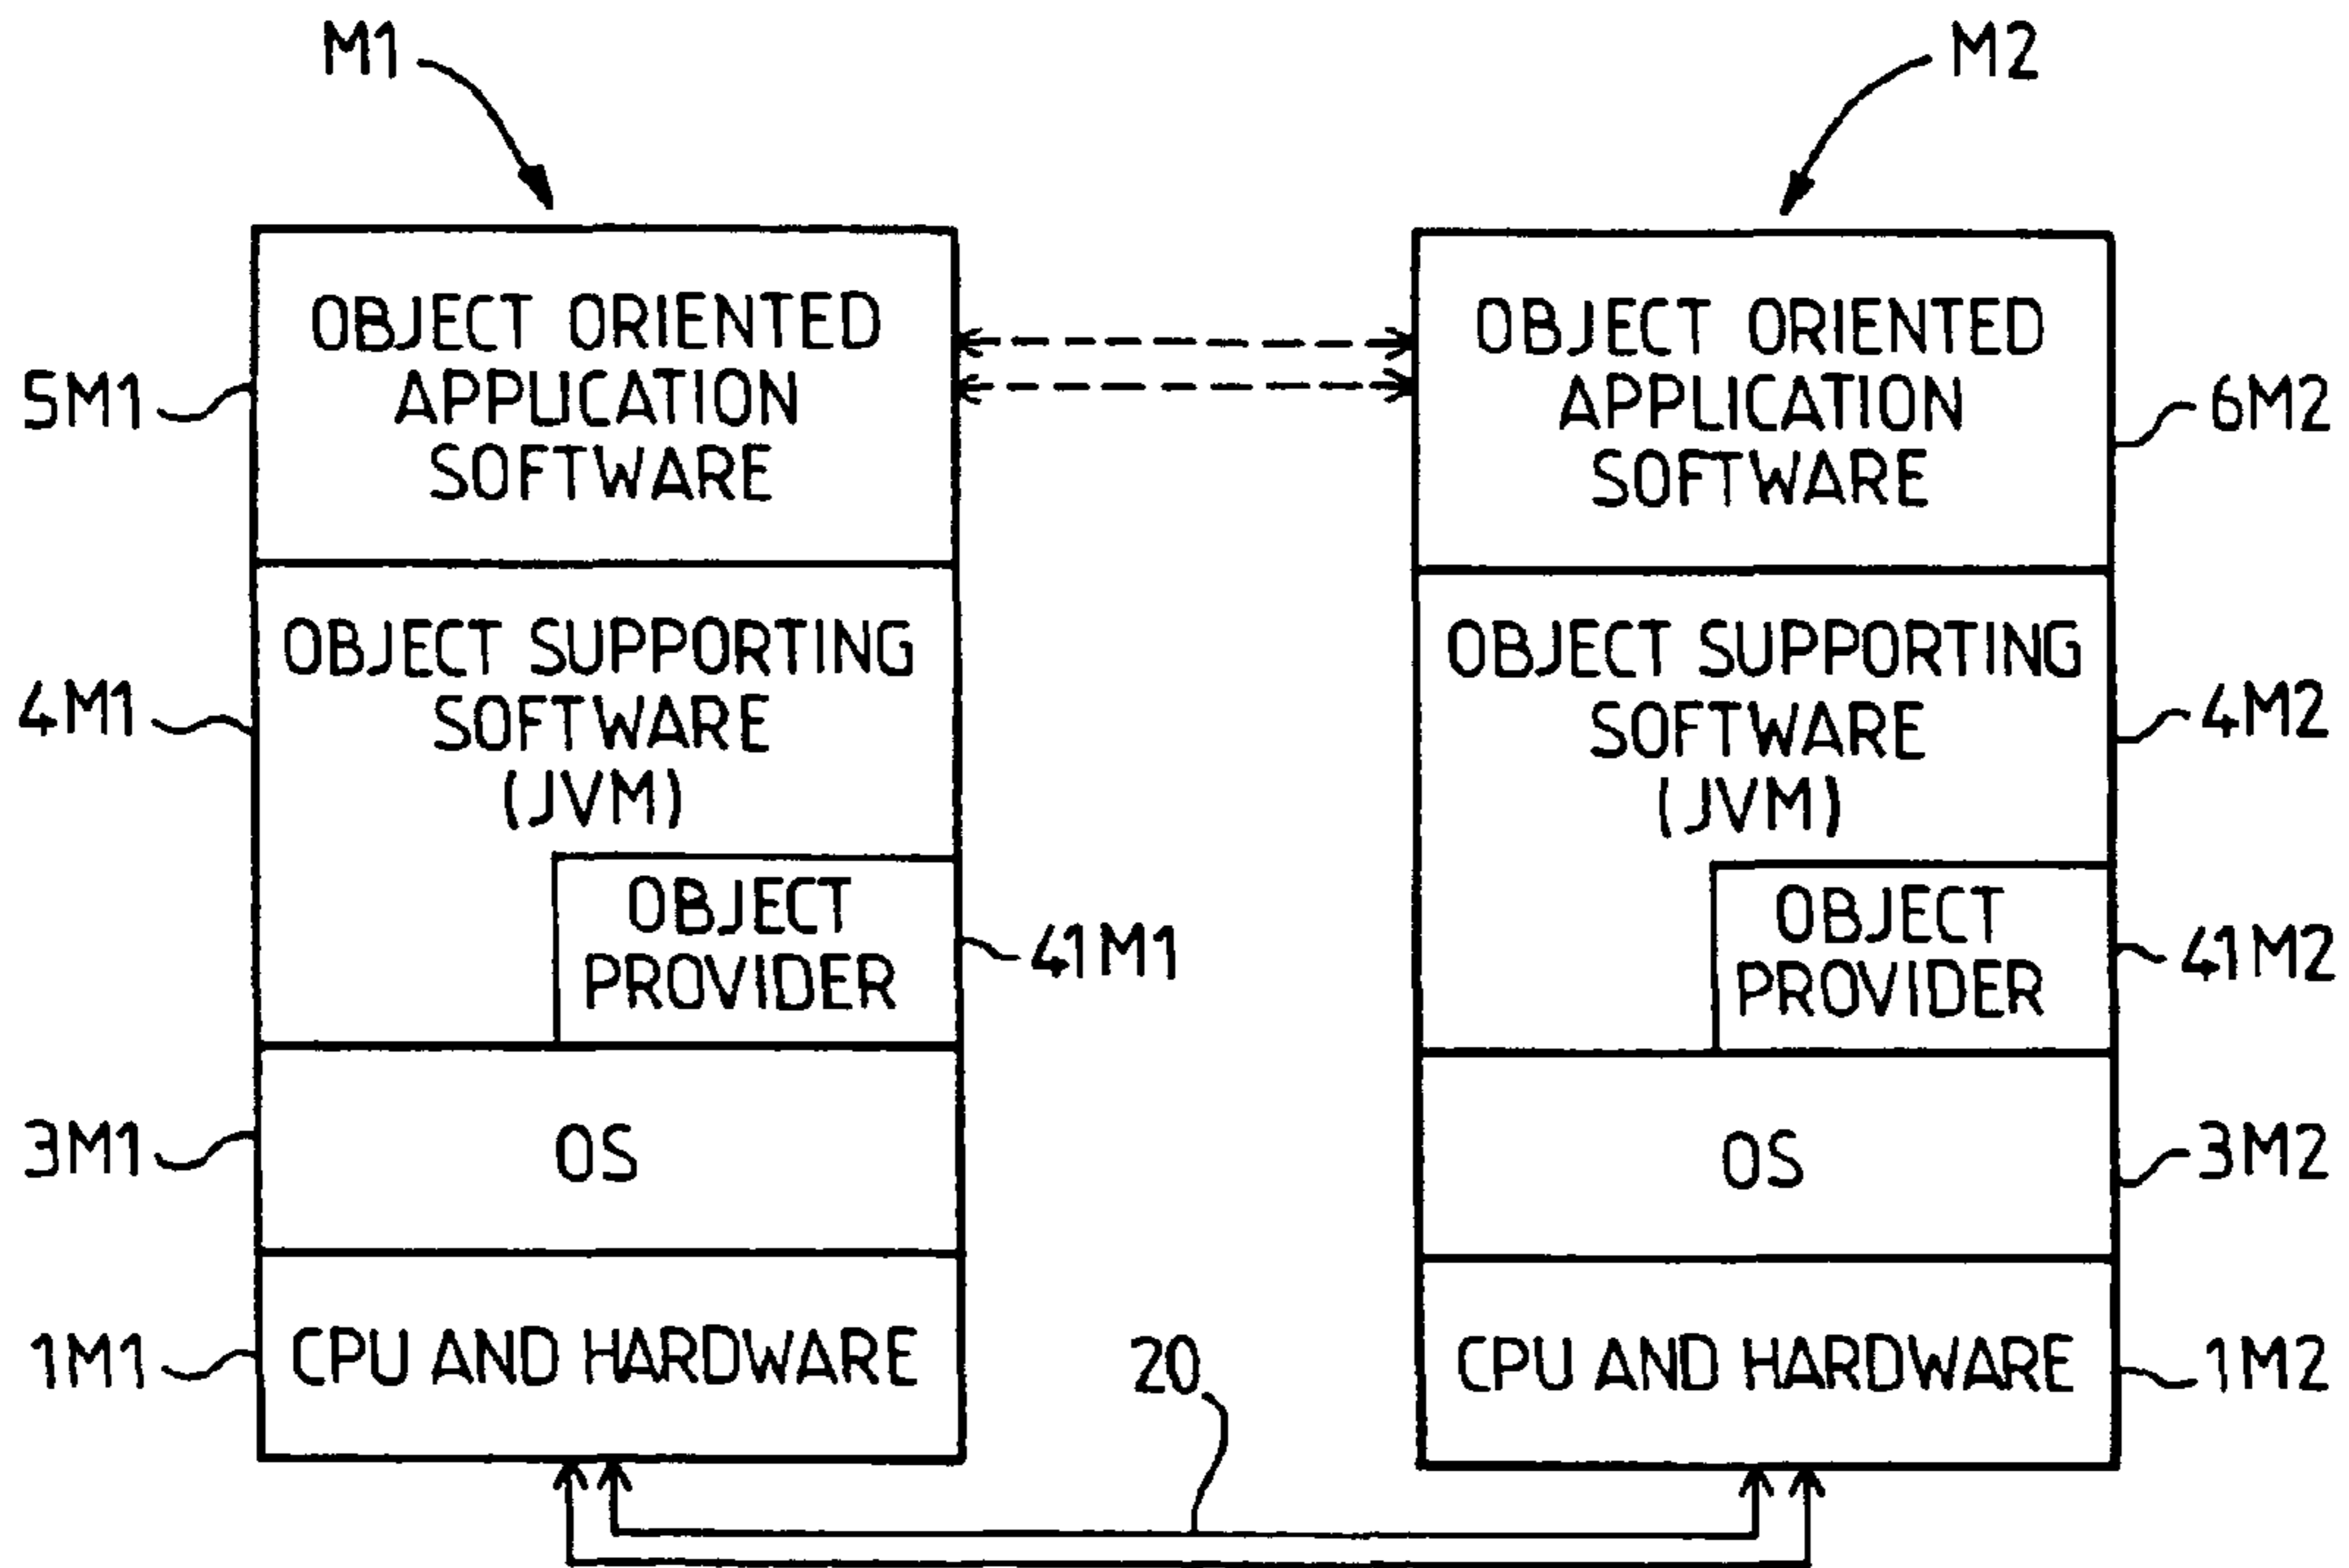 M1
M2
OBJECT ORIENTED
APPLICATION
SOFTWARE
5M1
OBJECT ORIENTED
APPLICATION
SOFTWARE
6M2
OBJECT SUPPORTING
SOFTWARE
(JVM)
4M1
OBJECT SUPPORTING
SOFTWARE
(JVM)
4M2
OBJECT
PROVIDER
41M1
OBJECT
PROVIDER
41M2
3M1
OS
OS
3M2
1M1
CPU AND HARDWARE
20
CPU AND HARDWARE
1M2